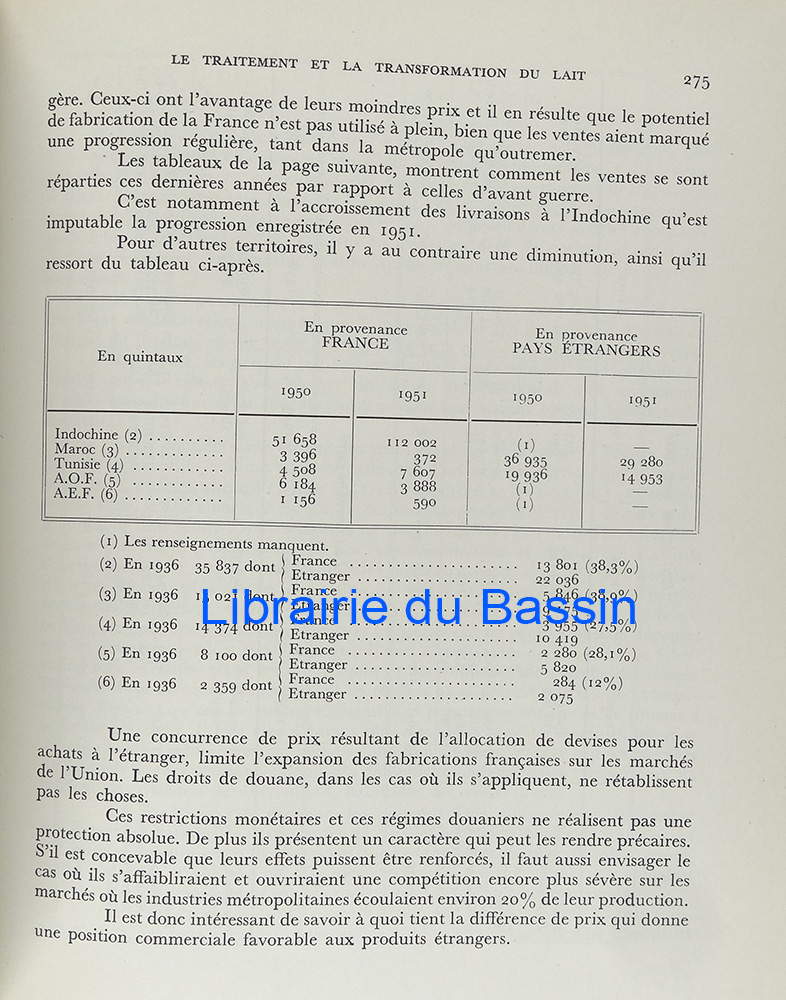 LE TRAITEMENT ET LA TRANSFORMATION DU LAIT 275
gère. Ceux-ci ont l'avantage de leurs moindres prix et il en résulte que le potentiel
de fabrication de la France n'est pas utilisé à plein, bien que les ventes aient marqué
une progression régulière, tant dans la métropole qu'outremer.
Les tableaux de la page suivante, montrent comment les ventes se sont
réparties ces dernières années par rapport à celles d'avant guerre.
C'est notamment à l'accroissement des livraisons à l'Indochine qu'est
imputable la progression enregistrée en 1951.
Pour d'autres territoires, il y a au contraire une diminution, ainsi qu'il
ressort du tableau ci-après.
En quintaux
En provenance
FRANCE
En provenance
PAYS ÉTRANGERS
1950 1951 1950 1951
Indochine (2) .......... 51 658 112 002 (1) —
Maroc (3) ............. 3 396 372 36 935 29 280
Tunisie (4) ............ 4 508 7 607 19 936 14 953
A.O.F. (5) ............ 6 184 3 888 (1) —
A.E.F. (6) ............. 1 156 590 (1) —
(1) Les renseignements manquent.
(2) En 1936 35 837 dont { France ...................... 13 801 (38,3%)
Etranger .................... 22 036
(3) En 1936 dont { France 5 846 (38,9%)
Etranger
(4) En 1936 14 374 dont { France 3 955 (27,5%)
Etranger .................... 10 419
(5) En 1936 8 100 dont { France ...................... 2 280 (28,1%)
Etranger .................... 5 820
(6) En 1936 2 359 dont { France ...................... 284 (12%)
Etranger .................... 2 075
Librairie du Bassin
Une concurrence de prix résultant de l'allocation de devises pour les
achats à l'étranger, limite l'expansion des fabrications françaises sur les marchés
de l'Union. Les droits de douane, dans les cas où ils s'appliquent, ne rétablissent
pas les choses.
Ces restrictions monétaires et ces régimes douaniers ne réalisent pas une
protection absolue. De plus ils présentent un caractère qui peut les rendre précaires.
S'il est concevable que leurs effets puissent être renforcés, il faut aussi envisager le
cas où ils s'affaibliraient et ouvriraient une compétition encore plus sévère sur les
marchés où les industries métropolitaines écoulaient environ 20% de leur production.
Il est donc intéressant de savoir à quoi tient la différence de prix qui donne
une position commerciale favorable aux produits étrangers.